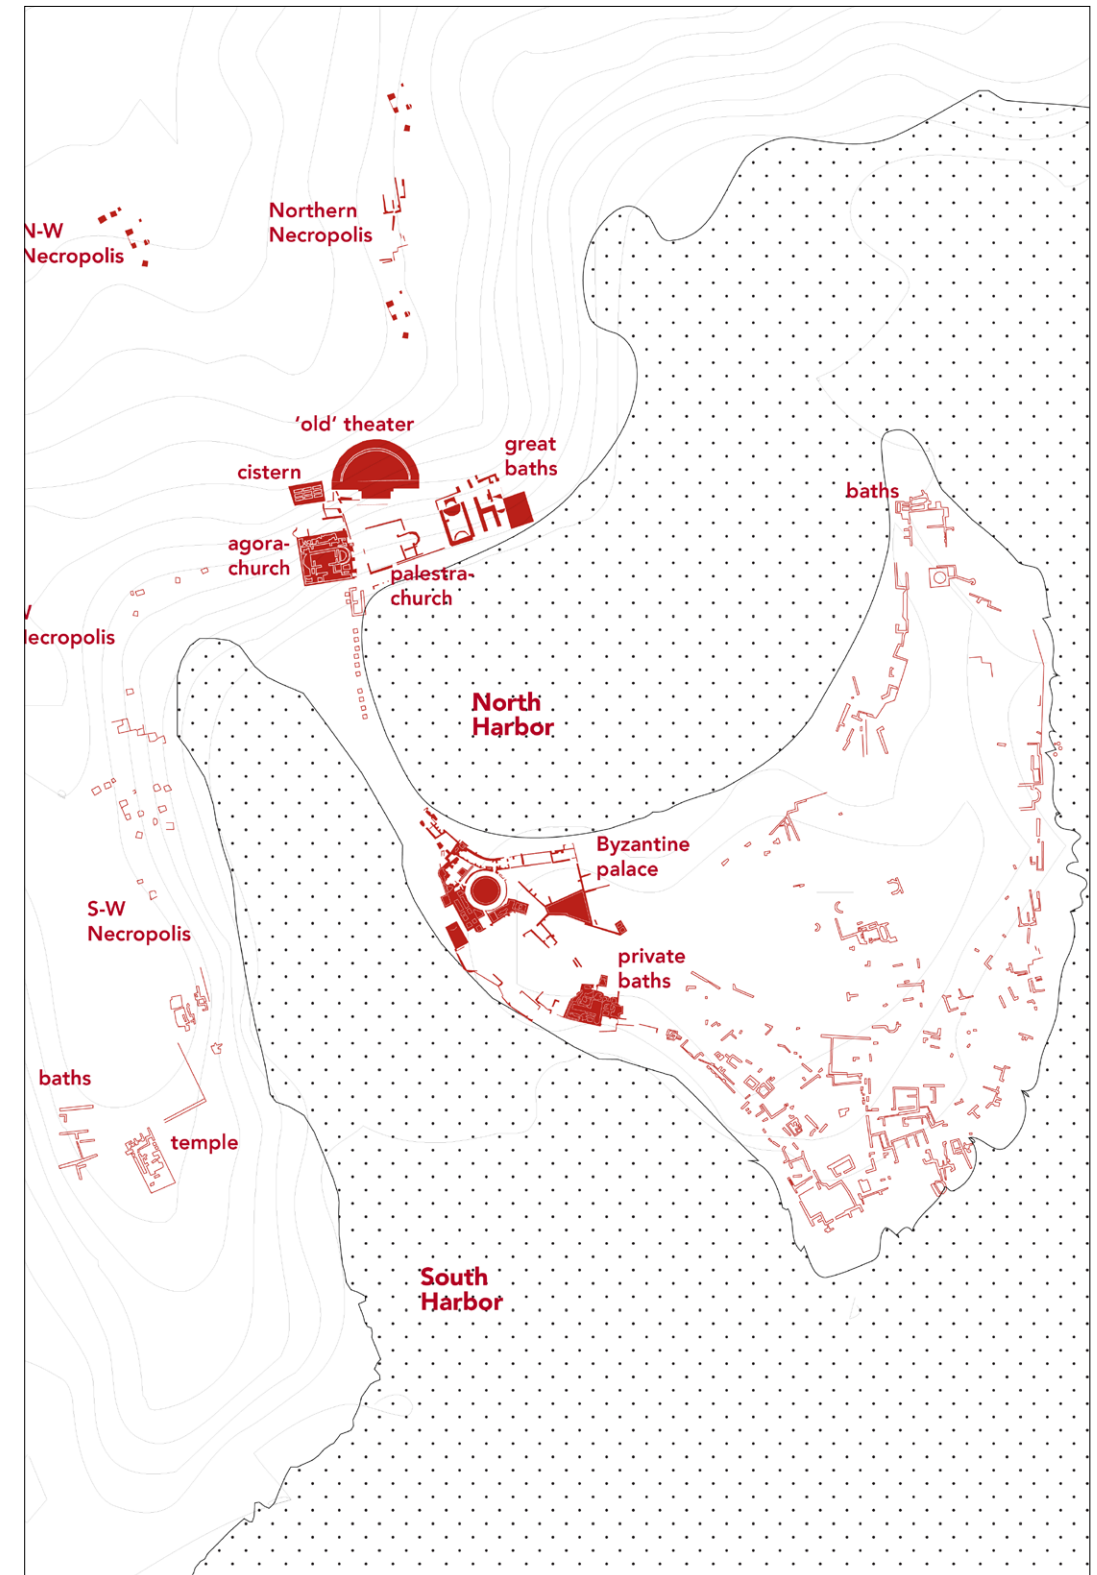 Northern
Necropolis
N-W
Necropolis
'old' theater
great
baths
cistern
baths
agora-
church
palestra-
church
lecropolis
North
Harbor
Byzantine
palace
S-W
Necropolis
private
baths
baths
temple
South
Harbor